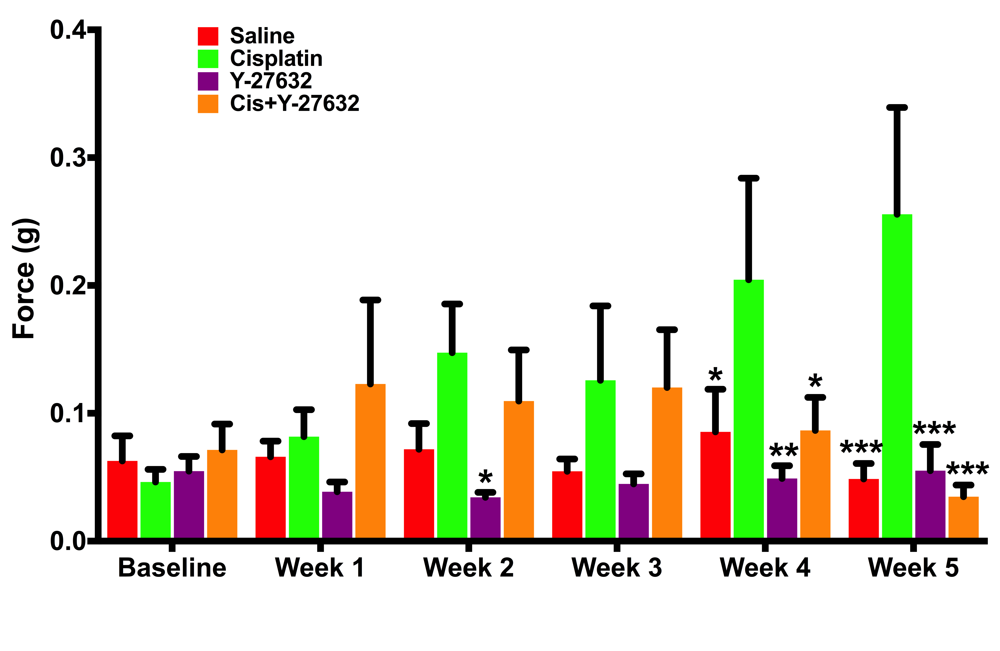 0.4
Saline
Cisplatin
Y-27632
Cis+Y-27632
0.3
Force (g)
0.2
0.1
0.0
*
*
**
*
***
***
***
Baseline Week 1 Week 2 Week 3 Week 4 Week 5